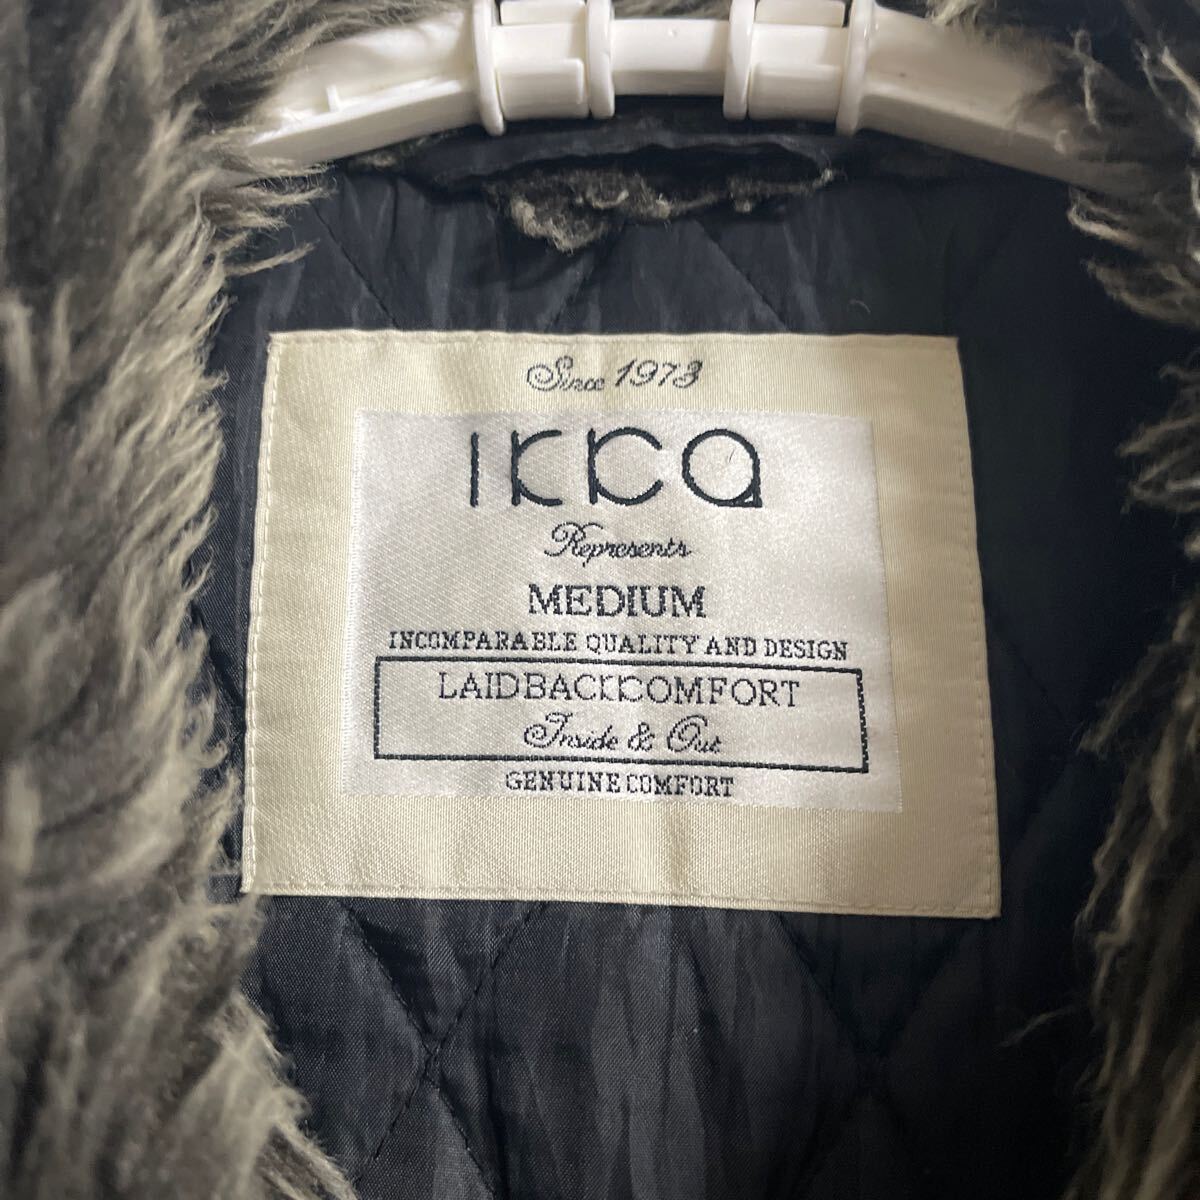 Since 1973
ikka
Represents
MEDIUM
INCOMPARABLE QUALITY AND DESIGN
LAIDBACKCOMFORT
Inside & Out
GENUINE COMFORT